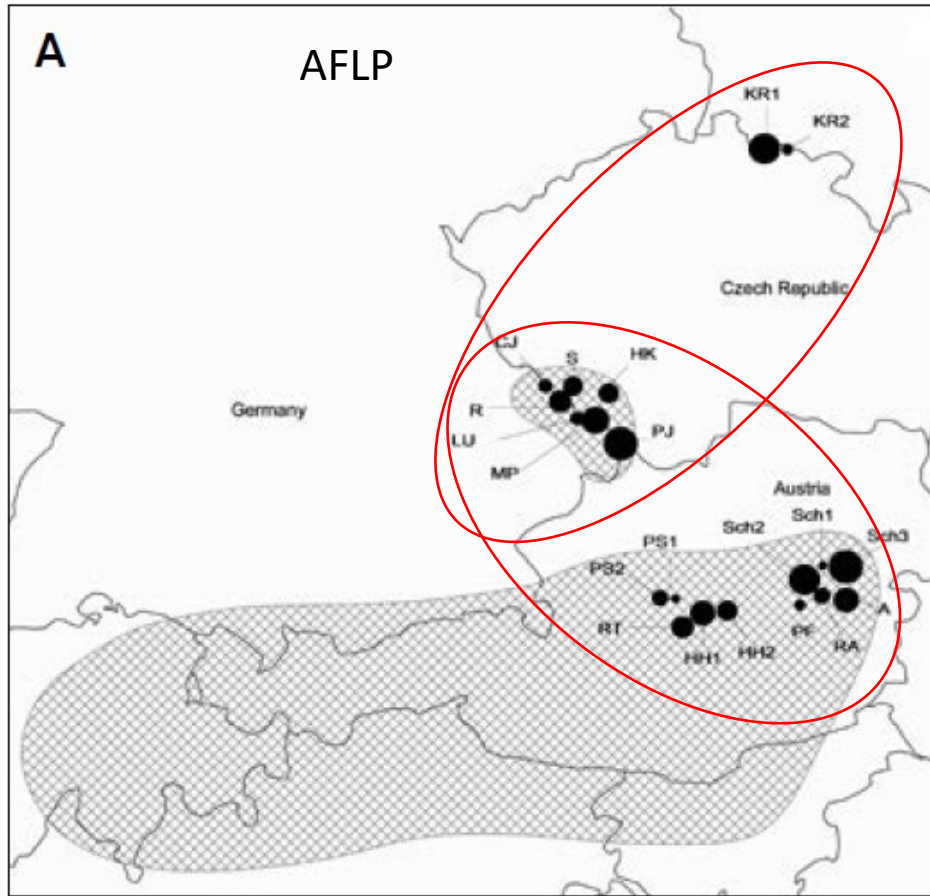 A
AFLP
KR1
KR2
Czech Republic
CJ
S
HK
Germany
R
LU
PJ
MP
Austria
Sch1
Sch2
Sch3
PS1
PS2
A
RT
PF
HH1
HH2
RA